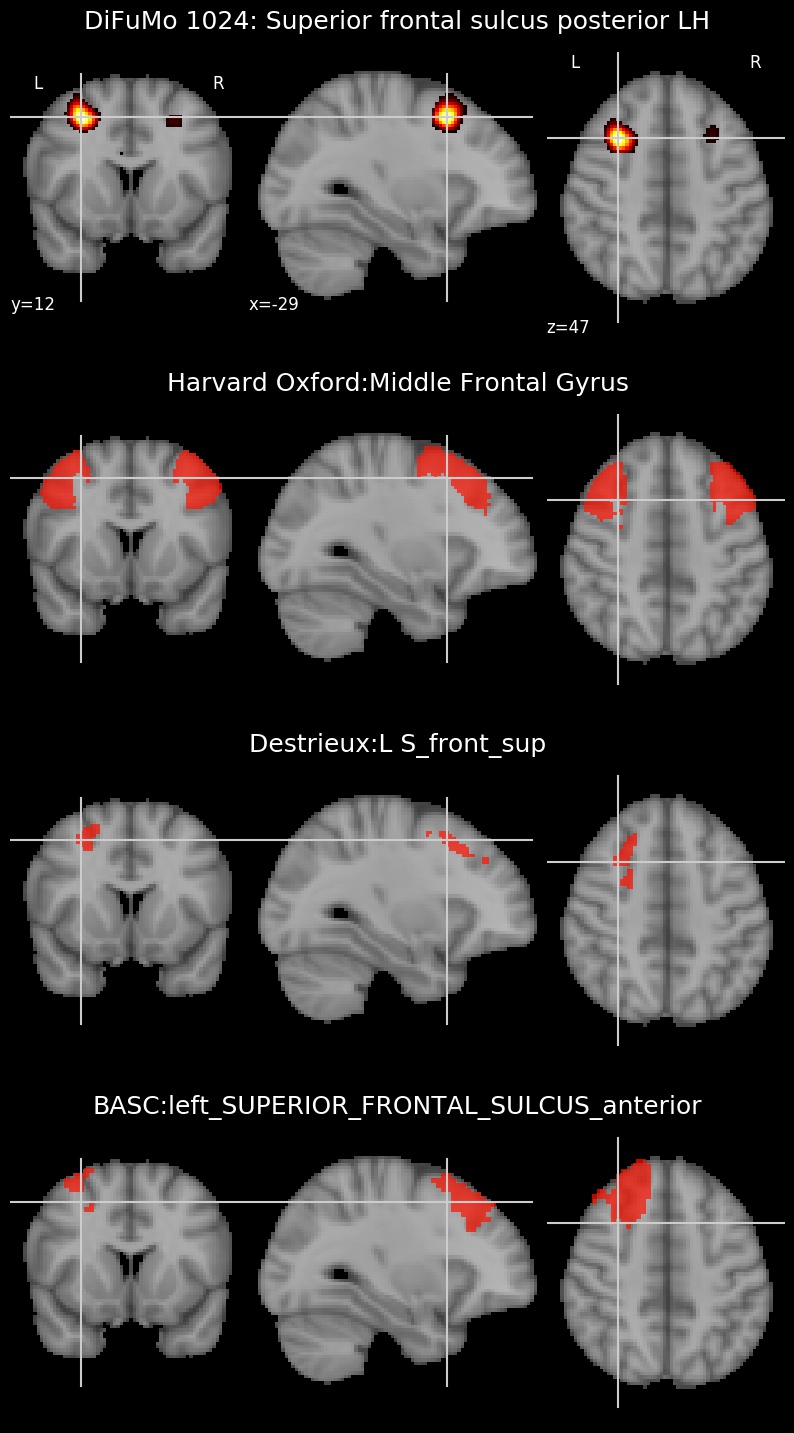 DiFuMo 1024: Superior frontal sulcus posterior LH
L R L R
y=12 x=-29 z=47
Harvard Oxford:Middle Frontal Gyrus
Destrieux:L S_front_sup
BASC:left_SUPERIOR_FRONTAL_SULCUS_anterior